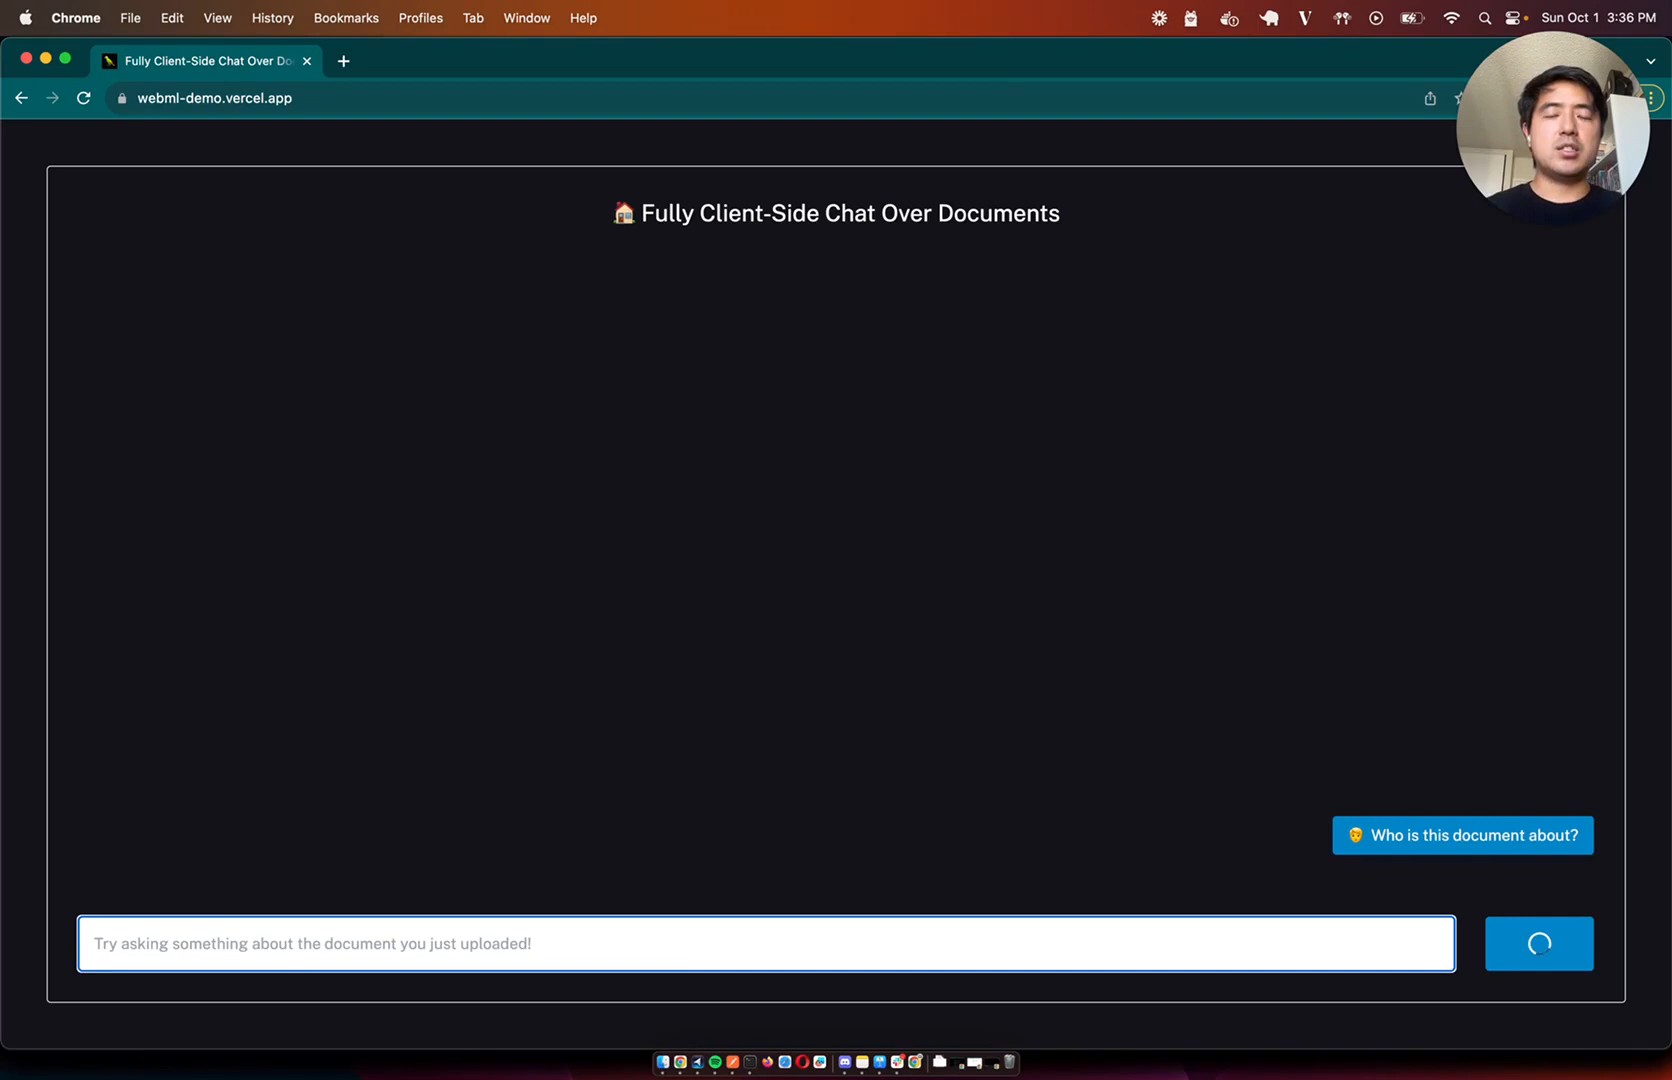 Chrome File Edit View History Bookmarks Profiles Tab Window Help Sun Oct 1 3:36 PM
Fully Client-Side Chat Over Do
webml-demo.vercel.app
🏠 Fully Client-Side Chat Over Documents
Who is this document about?
Try asking something about the document you just uploaded!